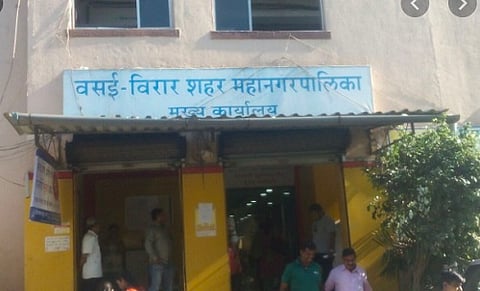 वसई-विरार शहर महानगरपालिका
मुख्य कार्यालय